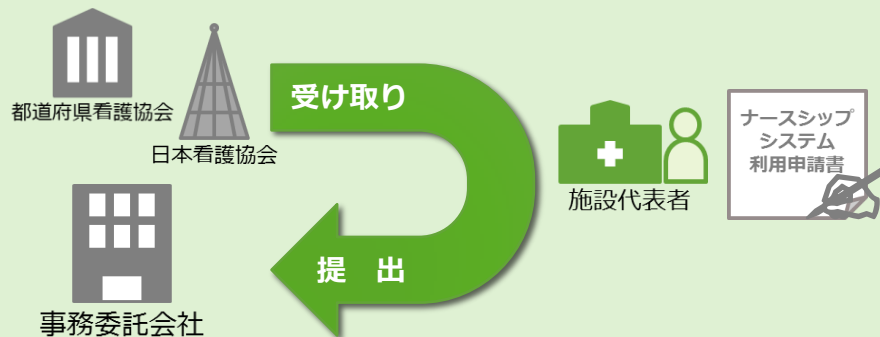 都道府県看護協会
日本看護協会
受け取り
施設代表者
ナースシップ
システム
利用申請書
提 出
事務委託会社